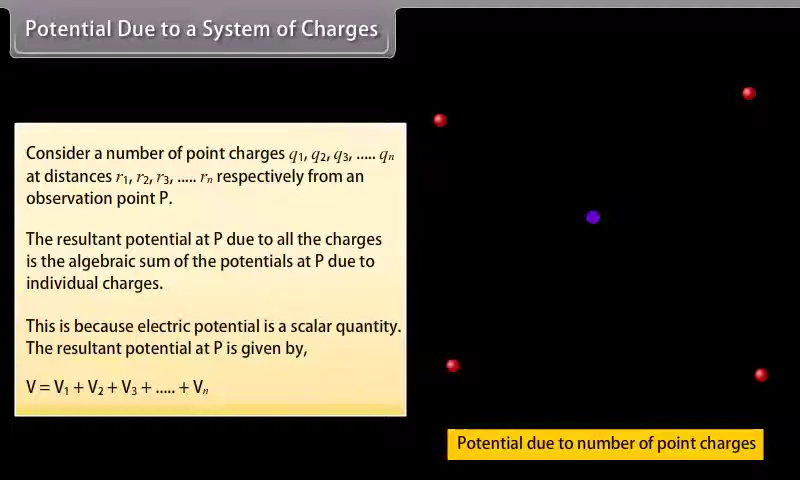 Potential Due to a System of Charges
Consider a number of point charges q₁, q₂, q₃, ..... qₙ
at distances r₁, r₂, r₃, ..... rₙ respectively from an
observation point P.
The resultant potential at P due to all the charges
is the algebraic sum of the potentials at P due to
individual charges.
This is because electric potential is a scalar quantity.
The resultant potential at P is given by,
V = V₁ + V₂ + V₃ + ..... + Vₙ
Potential due to number of point charges